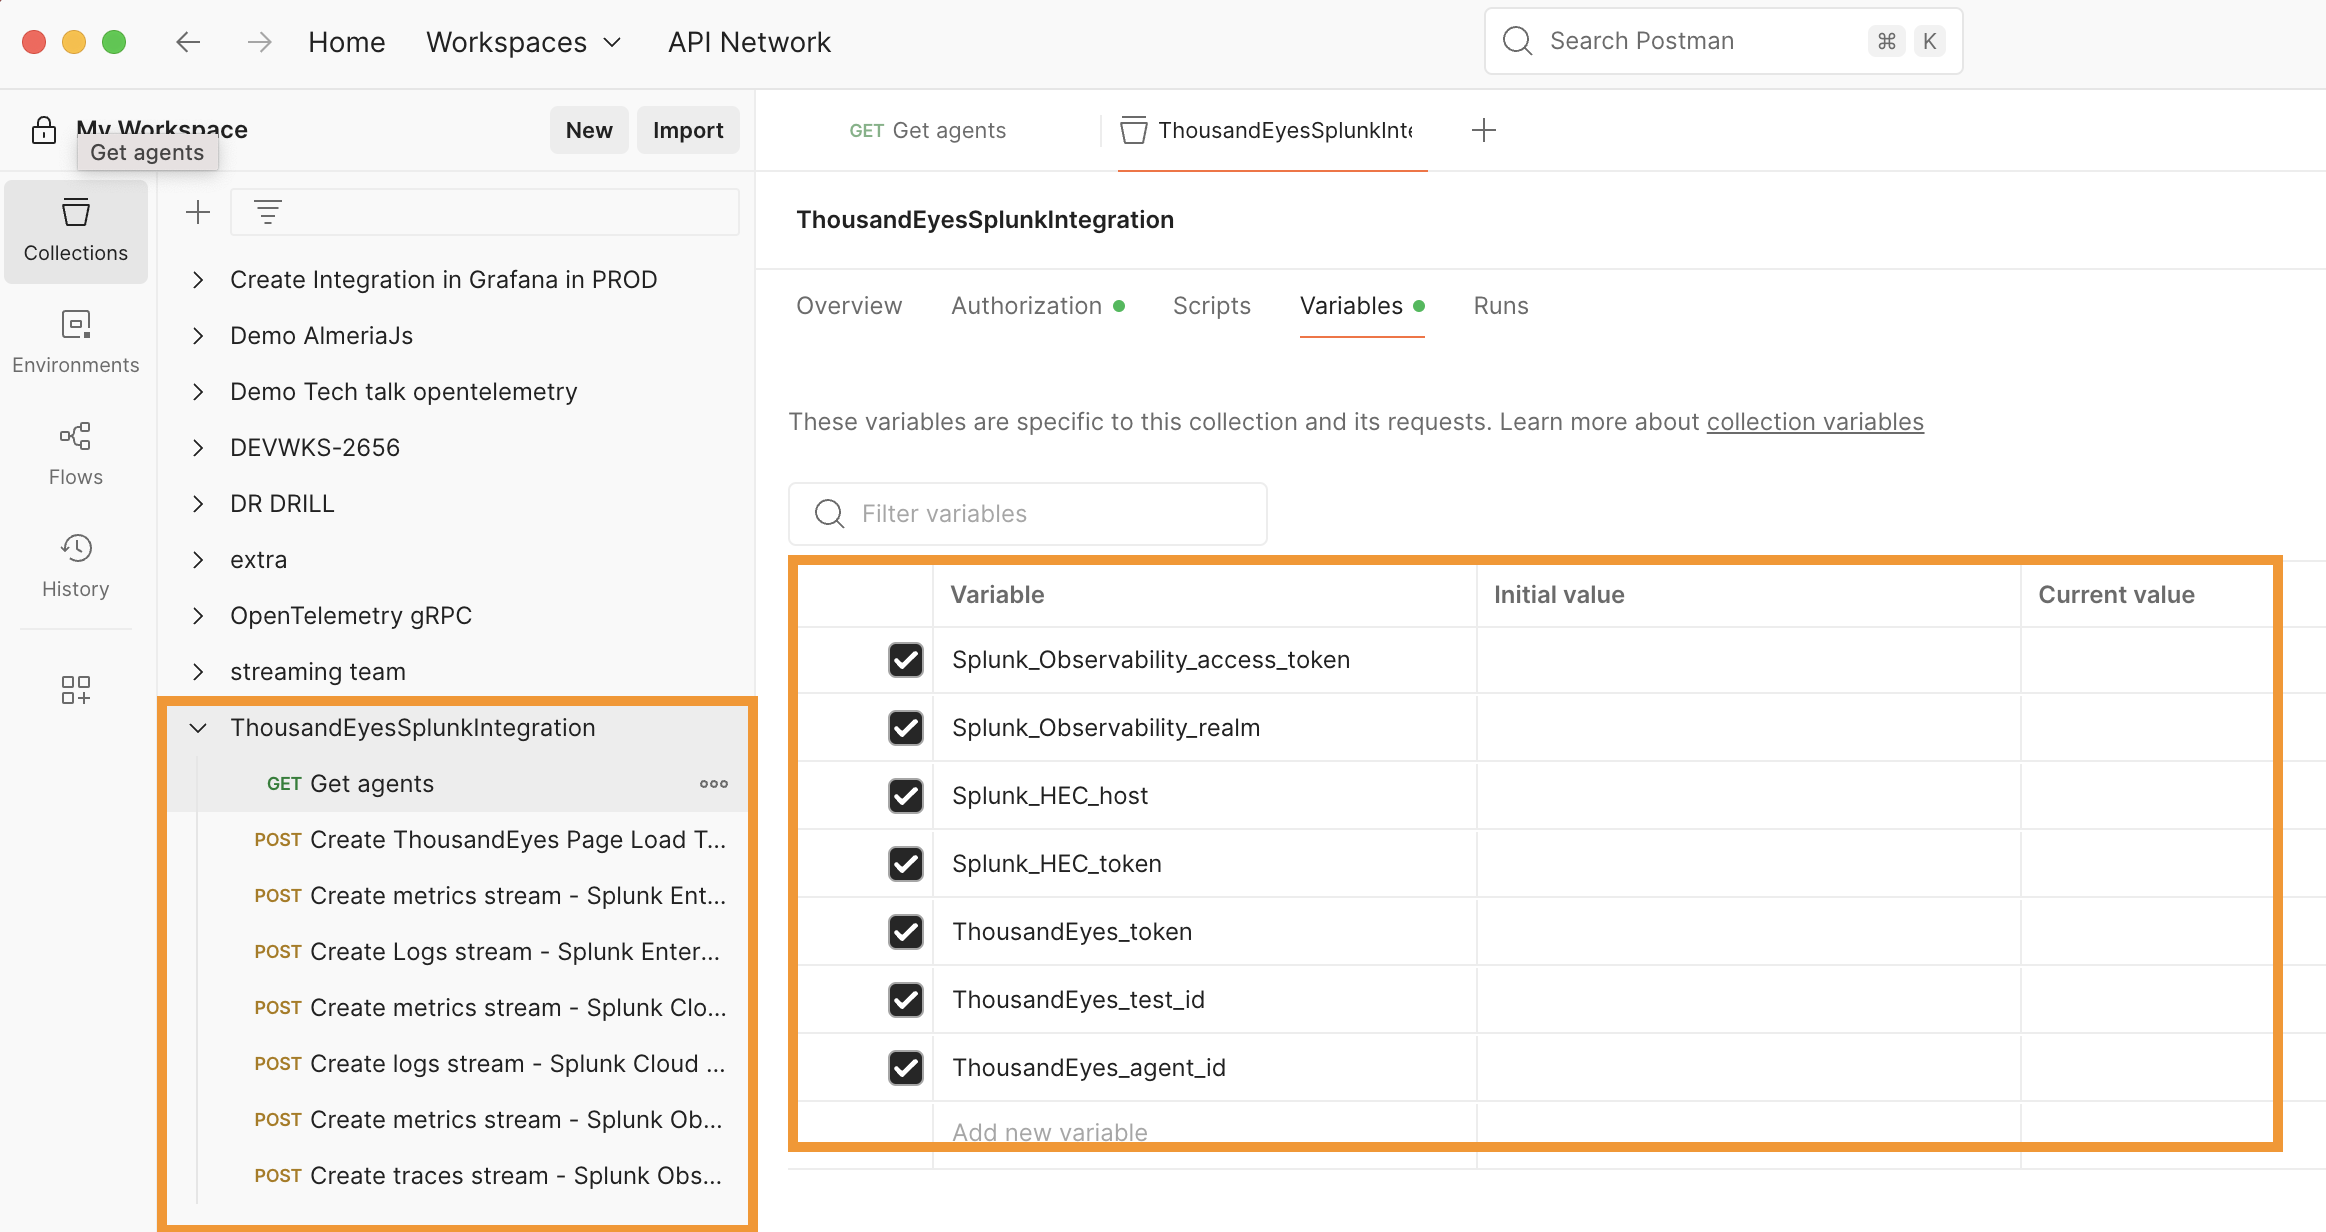 Home Workspaces API Network Search Postman ⌘ K
My Workspace New Import
Get agents
GET Get agents ThousandEyesSplunkInte
Collections
Environments
Flows
History
Create Integration in Grafana in PROD
Demo AlmeriaJs
Demo Tech talk opentelemetry
DEVWKS-2656
DR DRILL
extra
OpenTelemetry gRPC
streaming team
ThousandEyesSplunkIntegration
GET Get agents
POST Create ThousandEyes Page Load T...
POST Create metrics stream - Splunk Ent...
POST Create Logs stream - Splunk Enter...
POST Create metrics stream - Splunk Clo...
POST Create logs stream - Splunk Cloud ...
POST Create metrics stream - Splunk Ob...
POST Create traces stream - Splunk Obs...
ThousandEyesSplunkIntegration
Overview Authorization Scripts Variables Runs
These variables are specific to this collection and its requests. Learn more about collection variables
Filter variables
Variable Initial value Current value
Splunk_Observability_access_token
Splunk_Observability_realm
Splunk_HEC_host
Splunk_HEC_token
ThousandEyes_token
ThousandEyes_test_id
ThousandEyes_agent_id
Add new variable